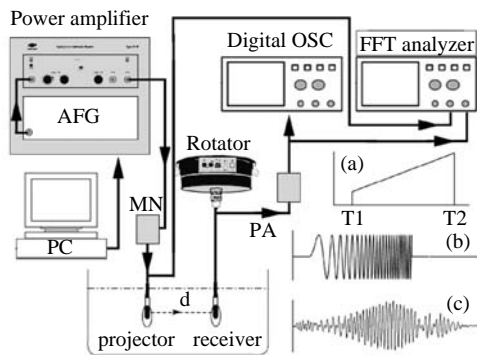 Power amplifier
Digital OSC
FFT analyzer
AFG
Rotator
(a)
MN
PA
T1
T2
PC
(b)
d
(c)
projector
receiver